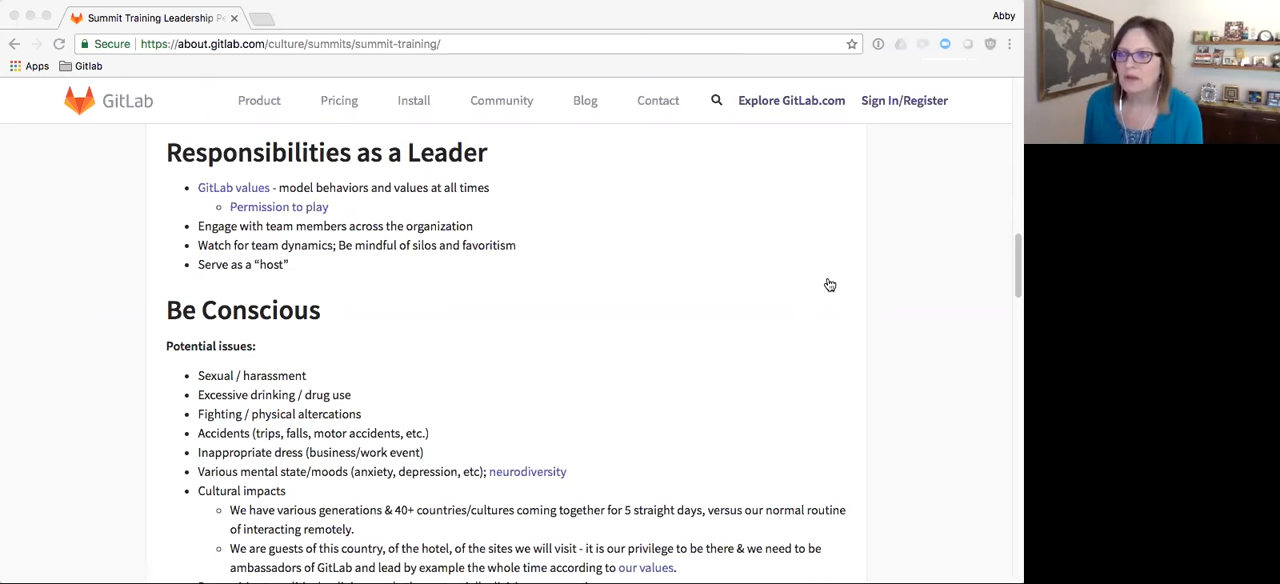 Summit Training Leadership Pe
Abby
Secure
https://about.gitlab.com/culture/summits/summit-training/
Apps Gitlab
GitLab Product Pricing Install Community Blog Contact Explore GitLab.com Sign In/Register
Responsibilities as a Leader
GitLab values - model behaviors and values at all times
Permission to play
Engage with team members across the organization
Watch for team dynamics; Be mindful of silos and favoritism
Serve as a “host”
Be Conscious
Potential issues:
Sexual / harassment
Excessive drinking / drug use
Fighting / physical altercations
Accidents (trips, falls, motor accidents, etc.)
Inappropriate dress (business/work event)
Various mental state/moods (anxiety, depression, etc); neurodiversity
Cultural impacts
We have various generations & 40+ countries/cultures coming together for 5 straight days, versus our normal routine
of interacting remotely.
We are guests of this country, of the hotel, of the sites we will visit - it is our privilege to be there & we need to be
ambassadors of GitLab and lead by example the whole time according to our values.